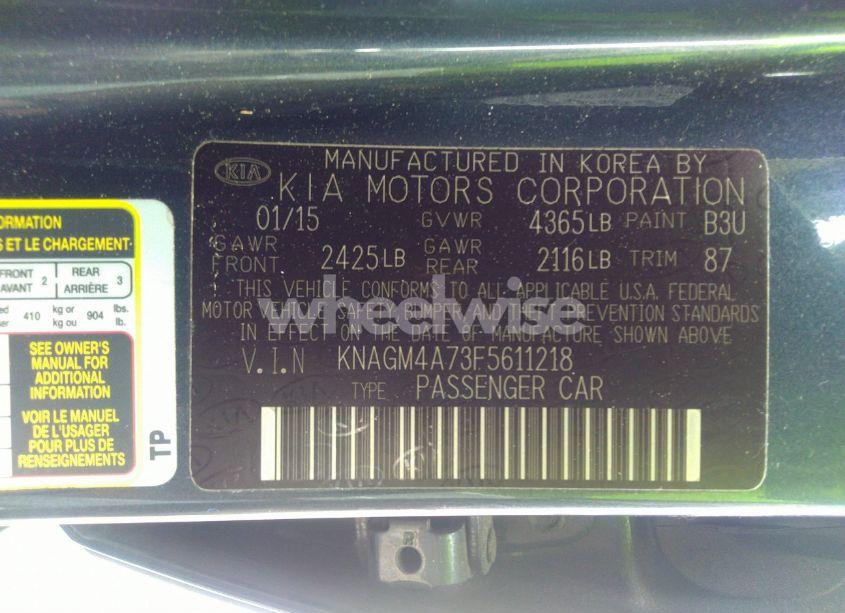 INFORMATION
S ET LE CHARGEMENT
FRONT
AVANT 2
REAR
ARRIÈRE 3
410 kg or
kg ou 904 lbs.
lb.
SEE OWNER'S
MANUAL FOR
ADDITIONAL
INFORMATION
VOIR LE MANUEL
DE L'USAGER
POUR PLUS DE
RENSEIGNEMENTS
TP
KIA
MANUFACTURED IN KOREA BY
KIA MOTORS CORPORATION
01/15 GVWR 4365LB PAINT B3U
GAWR FRONT 2425LB GAWR REAR 2116LB TRIM 87
THIS VEHICLE CONFORMS TO ALL APPLICABLE U.S.A. FEDERAL
MOTOR VEHICLE SAFETY BUMPER AND THEFT PREVENTION STANDARDS
IN EFFECT ON THE DATE OF MANUFACTURE SHOWN ABOVE
V.I.N KNAGM4A73F5611218
TYPE PASSENGER CAR
wheelwise